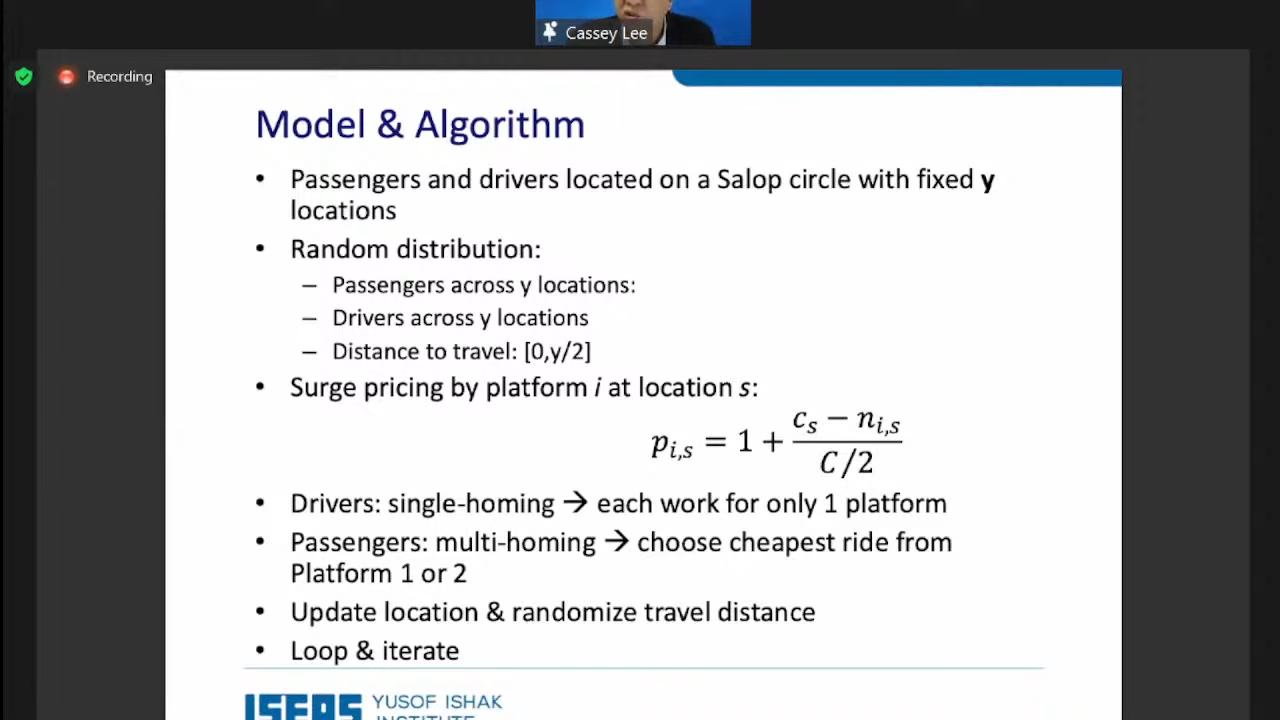 Cassey Lee
Recording
Model & Algorithm
• Passengers and drivers located on a Salop circle with fixed y
locations
• Random distribution:
– Passengers across y locations:
– Drivers across y locations
– Distance to travel: [0,y/2]
• Surge pricing by platform i at location s:
p_{i,s} = 1 + \frac{c_s - n_{i,s}}{C/2}
• Drivers: single-homing → each work for only 1 platform
• Passengers: multi-homing → choose cheapest ride from
Platform 1 or 2
• Update location & randomize travel distance
• Loop & iterate
ISEAS YUSOF ISHAK
INSTITUTE